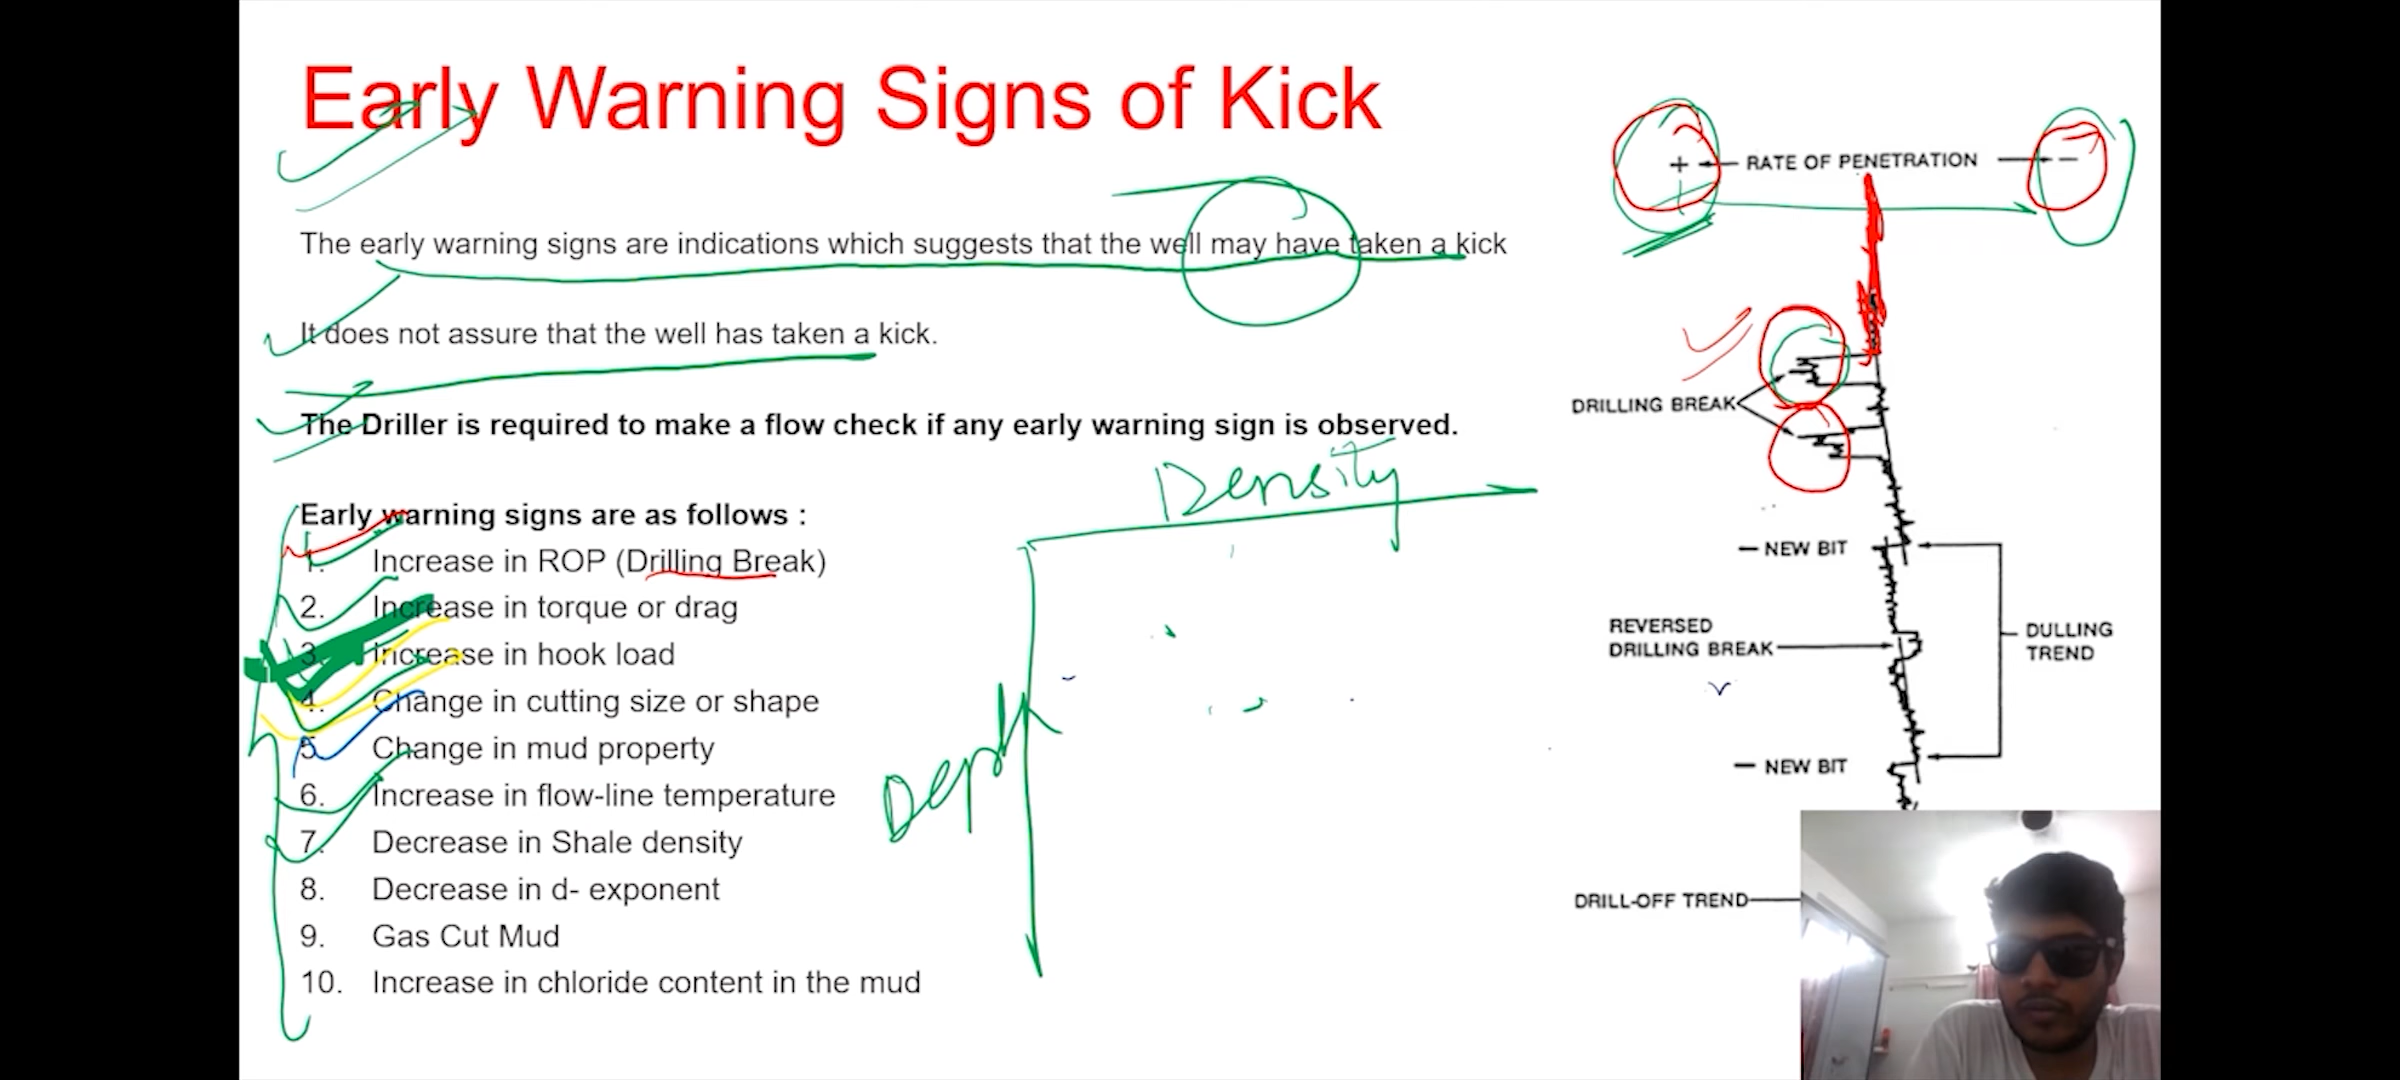 Early Warning Signs of Kick
The early warning signs are indications which suggests that the well may have taken a kick
It does not assure that the well has taken a kick.
The Driller is required to make a flow check if any early warning sign is observed.
Early warning signs are as follows :
1. Increase in ROP (Drilling Break)
2. Increase in torque or drag
3. Increase in hook load
4. Change in cutting size or shape
5. Change in mud property
6. Increase in flow-line temperature
7. Decrease in Shale density
8. Decrease in d- exponent
9. Gas Cut Mud
10. Increase in chloride content in the mud
Density
Depth
+ RATE OF PENETRATION –
DRILLING BREAK
NEW BIT
REVERSED
DRILLING BREAK
DULLING
TREND
NEW BIT
DRILL-OFF TREND